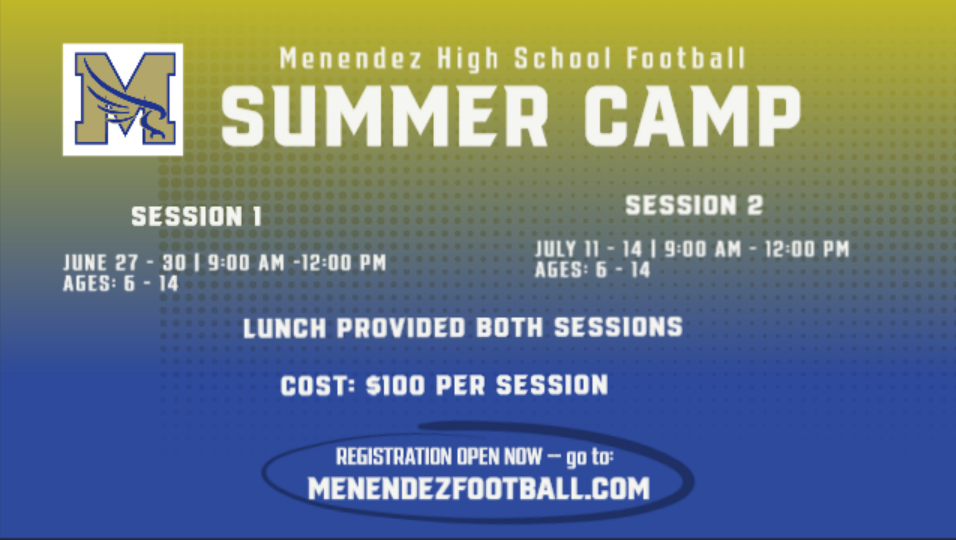 Menendez High School Football
SUMMER CAMP
M
SESSION 1
JUNE 27 - 30 | 9:00 AM -12:00 PM
AGES: 6 - 14
SESSION 2
JULY 11 - 14 | 9:00 AM - 12:00 PM
AGES: 6 - 14
LUNCH PROVIDED BOTH SESSIONS
COST: $100 PER SESSION
REGISTRATION OPEN NOW – go to:
MENENDEZFOOTBALL.COM